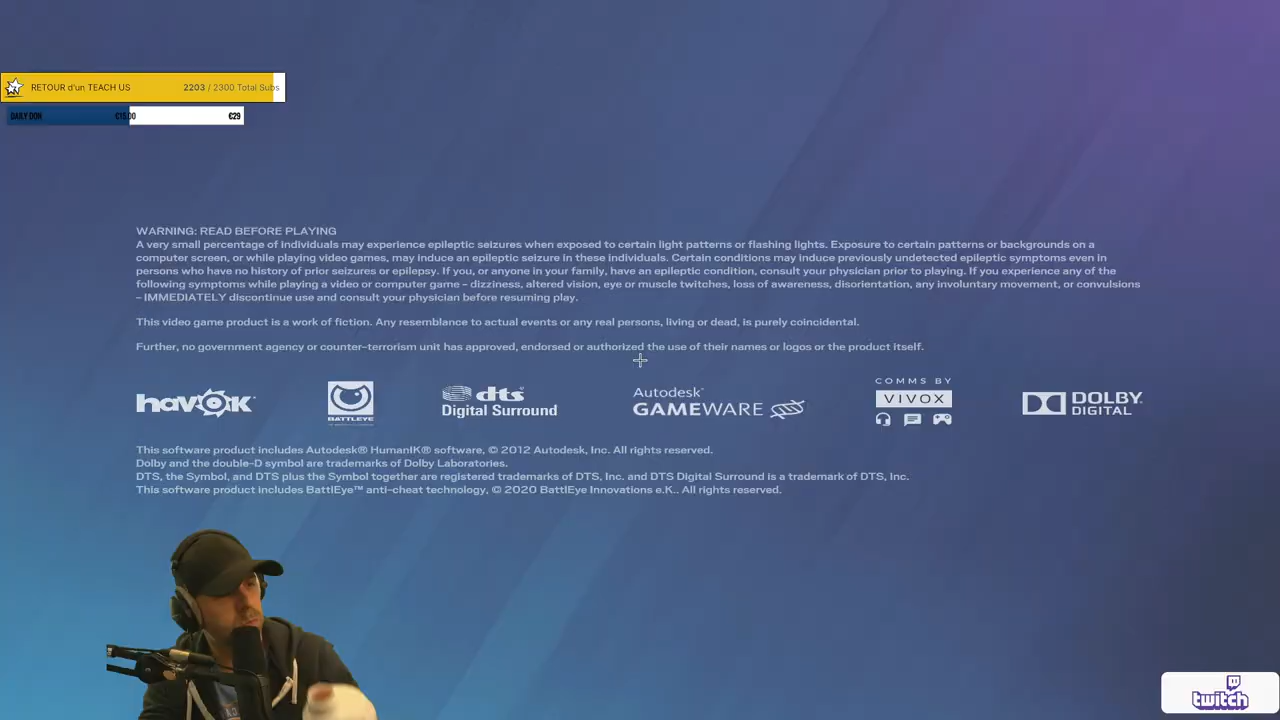 RETOUR d'un TEACH US 2203 / 2300 Total Subs
DAILY DON €15.00 €29
WARNING: READ BEFORE PLAYING
A very small percentage of individuals may experience epileptic seizures when exposed to certain light patterns or flashing lights. Exposure to certain patterns or backgrounds on a
computer screen, or while playing video games, may induce an epileptic seizure in these individuals. Certain conditions may induce previously undetected epileptic symptoms even in
persons who have no history of prior seizures or epilepsy. If you, or anyone in your family, have an epileptic condition, consult your physician prior to playing. If you experience any of the
following symptoms while playing a video or computer game - dizziness, altered vision, eye or muscle twitches, loss of awareness, disorientation, any involuntary movement, or convulsions
- IMMEDIATELY discontinue use and consult your physician before resuming play.
This video game product is a work of fiction. Any resemblance to actual events or any real persons, living or dead, is purely coincidental.
Further, no government agency or counter-terrorism unit has approved, endorsed or authorized the use of their names or logos or the product itself.
havok
BATTLEYE
dts
Digital Surround
Autodesk
GAMEWARE
COMMS BY
VIVOX
DOLBY
DIGITAL
This software product includes Autodesk® HumanIK® software, © 2012 Autodesk, Inc. All rights reserved.
Dolby and the double-D symbol are trademarks of Dolby Laboratories.
DTS, the Symbol, and DTS plus the Symbol together are registered trademarks of DTS, Inc. and DTS Digital Surround is a trademark of DTS, Inc.
This software product includes BattlEye™ anti-cheat technology, © 2020 BattlEye Innovations e.K.. All rights reserved.
twitch